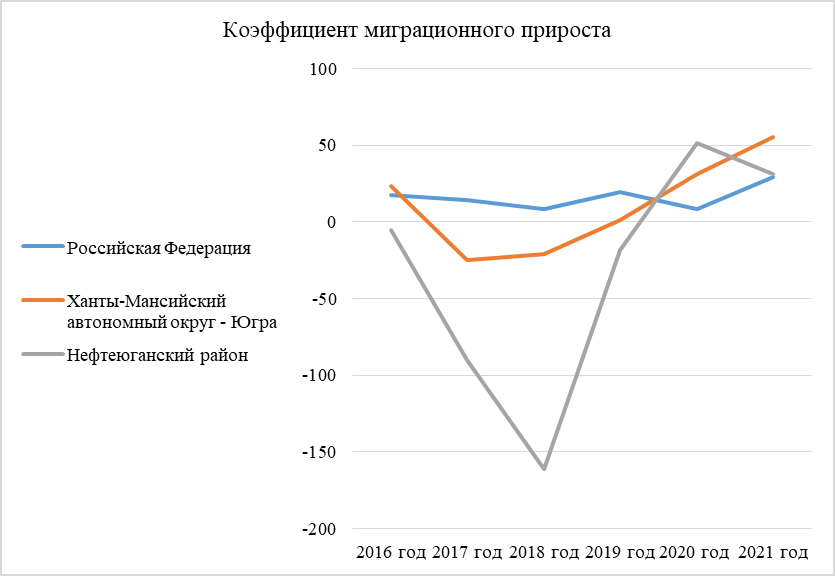 Коэффициент миграционного прироста
100
50
0
-50
-100
-150
-200
Российская Федерация
Ханты-Мансийский
автономный округ - Югра
Нефтеюганский район
2016 год 2017 год 2018 год 2019 год 2020 год 2021 год